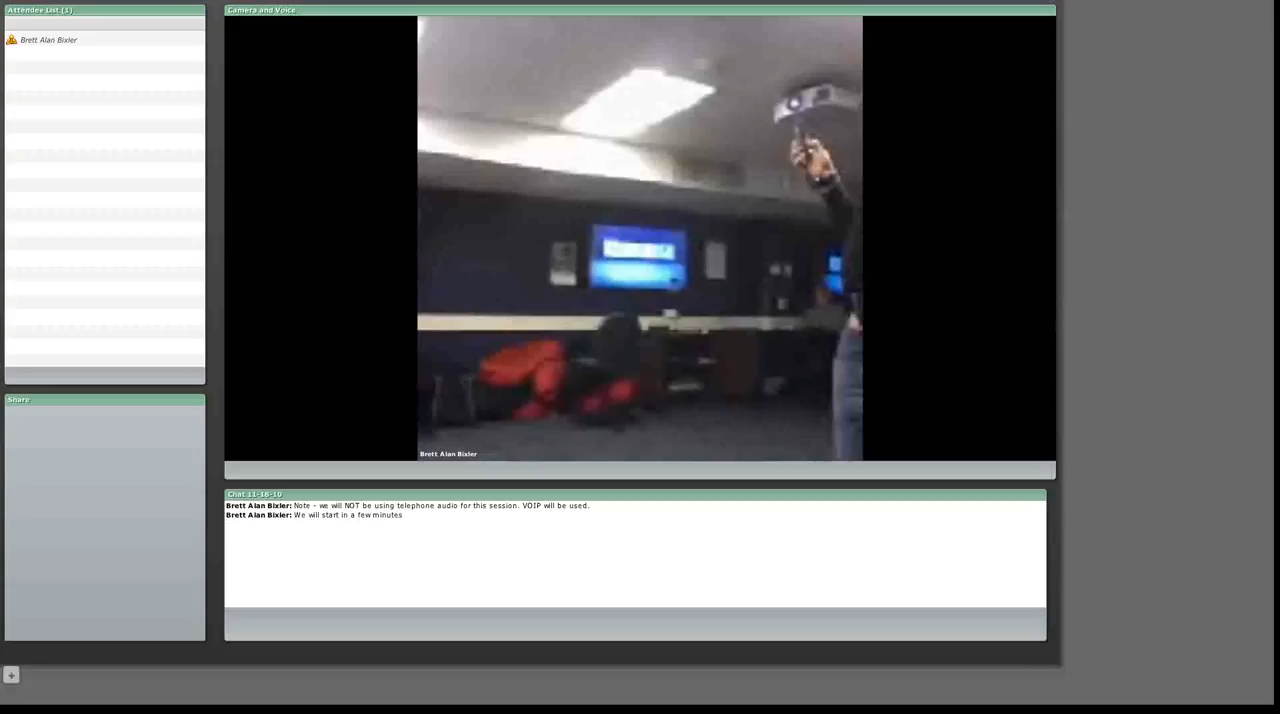 Attendee List (1)
Brett Alan Bixler
Camera and Voice
Brett Alan Bixler
Share
Chat 11-18-10
Brett Alan Bixler: Note - we will NOT be using telephone audio for this session. VOIP will be used.
Brett Alan Bixler: We will start in a few minutes